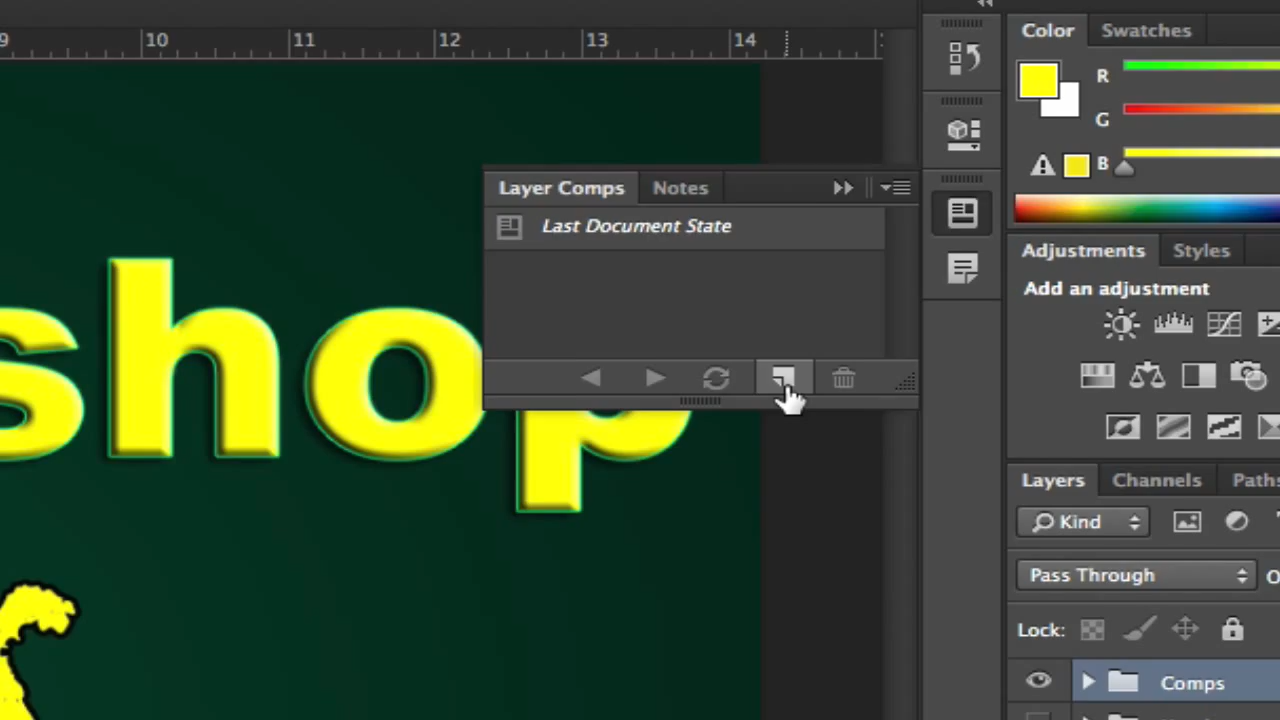 9 10 11 12 13 14
Color Swatches
R
G
B
Layer Comps Notes
Last Document State
shop
Adjustments Styles
Add an adjustment
Layers Channels Paths
Kind
Pass Through
Lock:
Comps